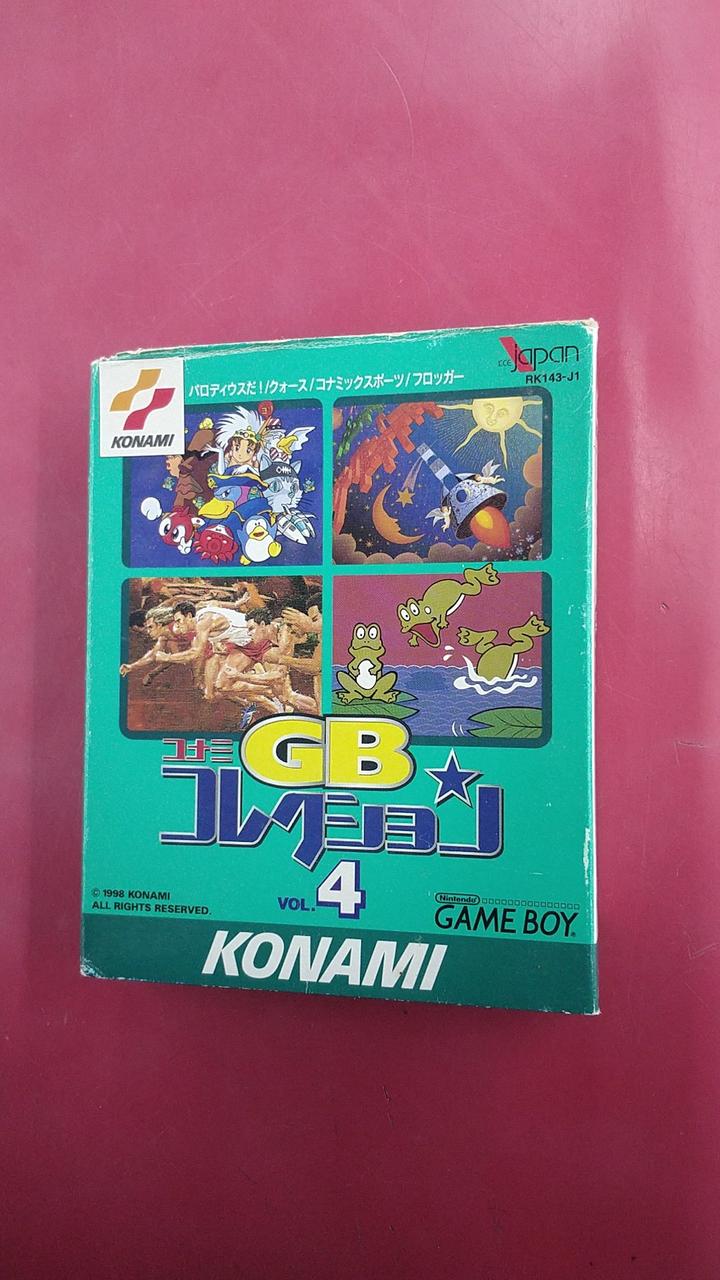 KONAMI
パロディウスだ!/クォース/コナミックスポーツ/フロッガー
japan
RK143-J1
コナミ
GB
コレクション
VOL.4
© 1998 KONAMI
ALL RIGHTS RESERVED.
Nintendo
GAME BOY
KONAMI